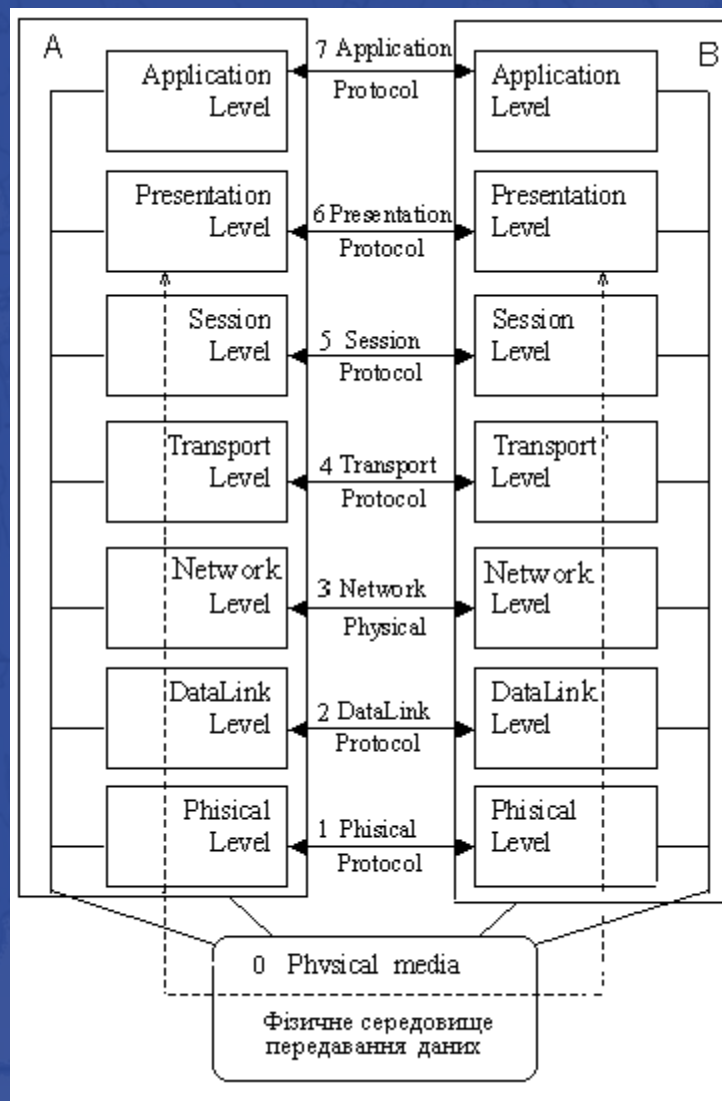 A
B
7 Application
Protocol
Application
Level
Application
Level
Presentation
Level
6 Presentation
Protocol
Presentation
Level
Session
Level
5 Session
Protocol
Session
Level
Transport
Level
4 Transport
Protocol
Transport
Level
Network
Level
3 Network
Physical
Network
Level
DataLink
Level
2 DataLink
Protocol
DataLink
Level
Phisical
Level
1 Phisical
Protocol
Phisical
Level
0 Physical media
Фізичне середовище
передавання даних